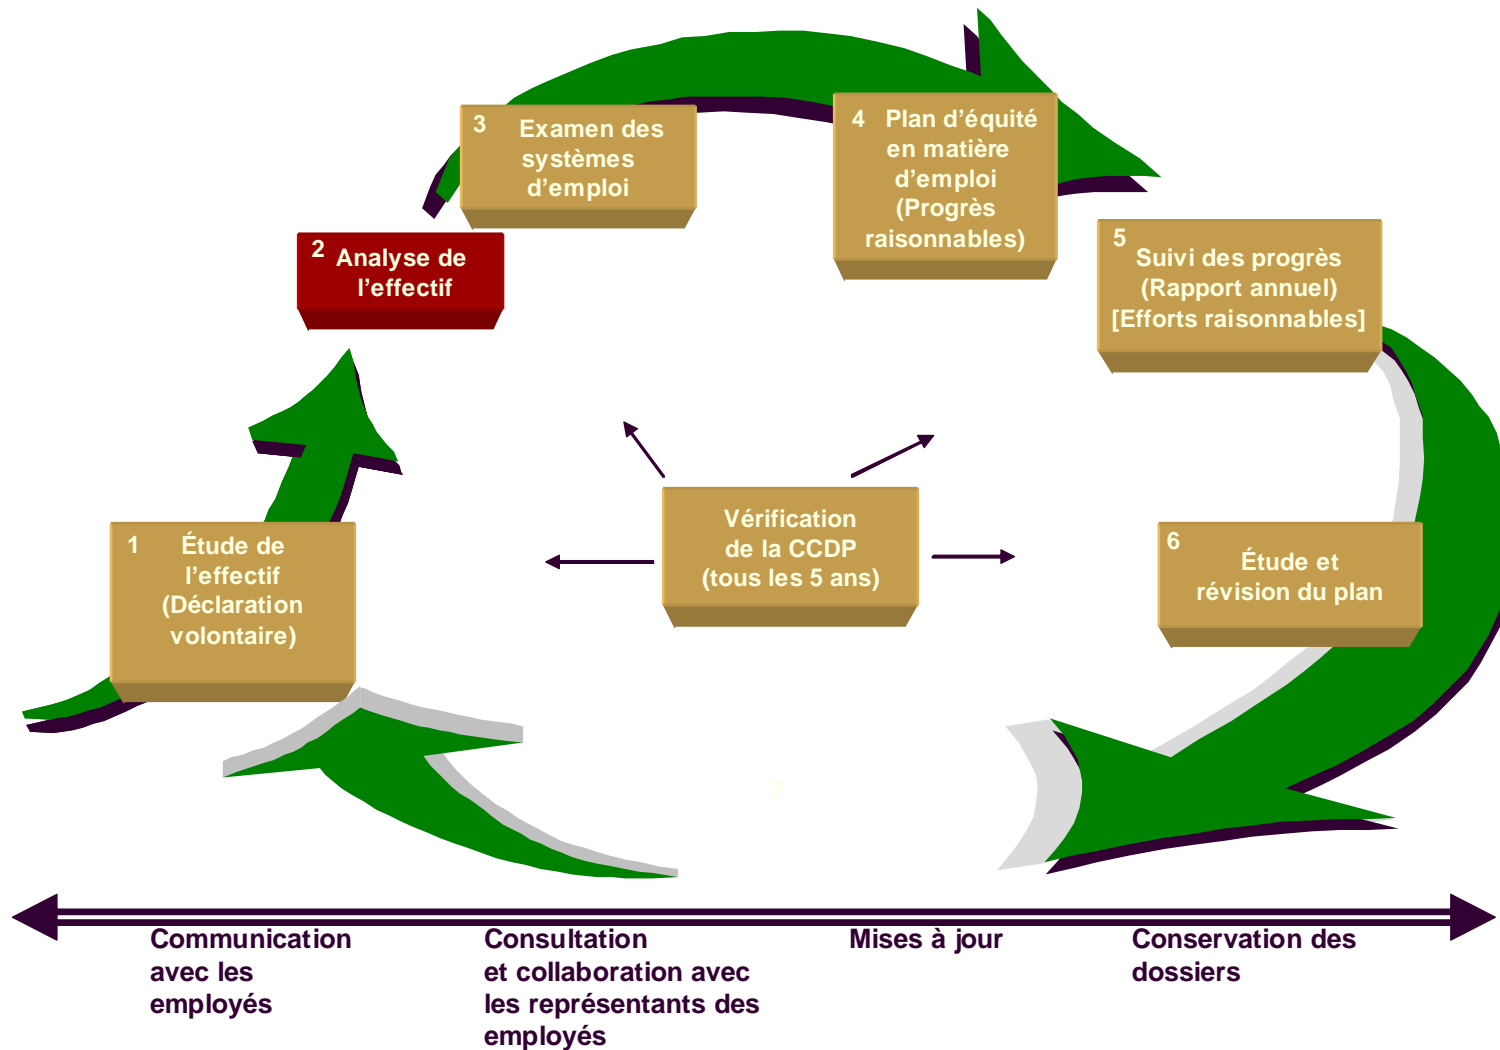 3 Examen des
systèmes
d’emploi
4 Plan d’équité
en matière
d’emploi
(Progrès
raisonnables)
2 Analyse de
l’effectif
5
Suivi des progrès
(Rapport annuel)
[Efforts raisonnables]
1 Étude de
l’effectif
(Déclaration
volontaire)
Vérification
de la CCDP
(tous les 5 ans)
6
Étude et
révision du plan
7
Communication
avec les
employés
Consultation
et collaboration avec
les représentants des
employés
Mises à jour
Conservation des
dossiers